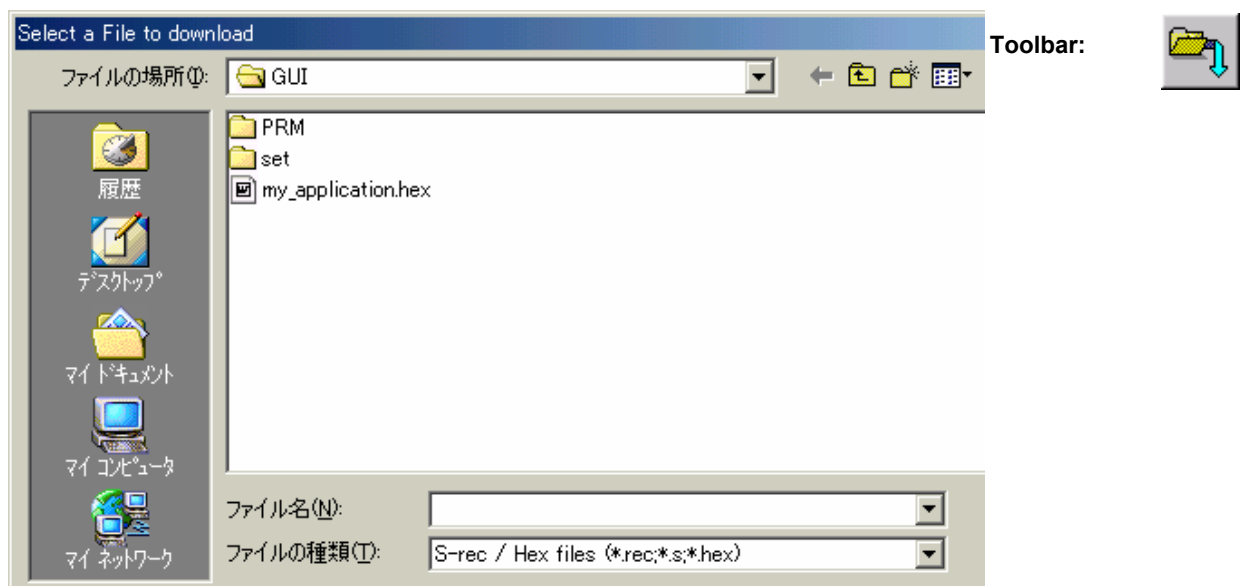 Select a File to download
Toolbar:
ファイルの場所(I):
GUI
PRM
set
my_application.hex
履歴
デスクトップ
マイ ドキュメント
マイ コンピュータ
マイ ネットワーク
ファイル名(N):
ファイルの種類(T):
S-rec / Hex files (*.rec;*.s;*.hex)